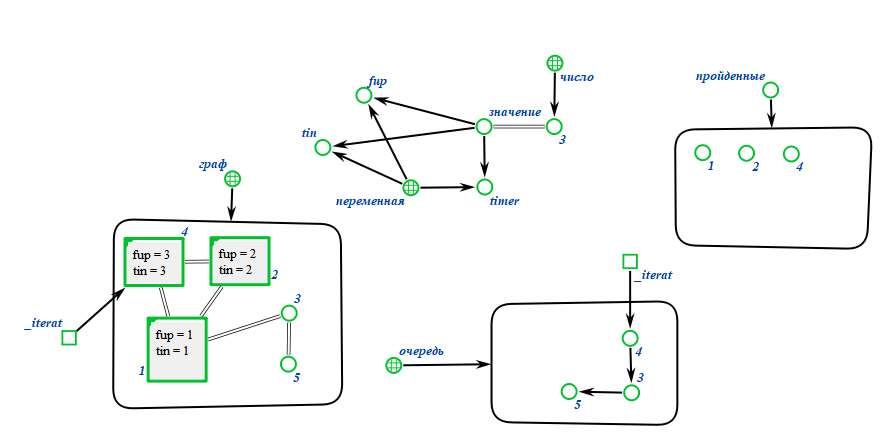 число
fup
значение
3
tin
переменная
timer
пройденные
1
2
4
граф
4
fup = 3
tin = 3
fup = 2
tin = 2
2
_iterat
fup = 1
tin = 1
1
3
5
очередь
_iterat
4
3
5